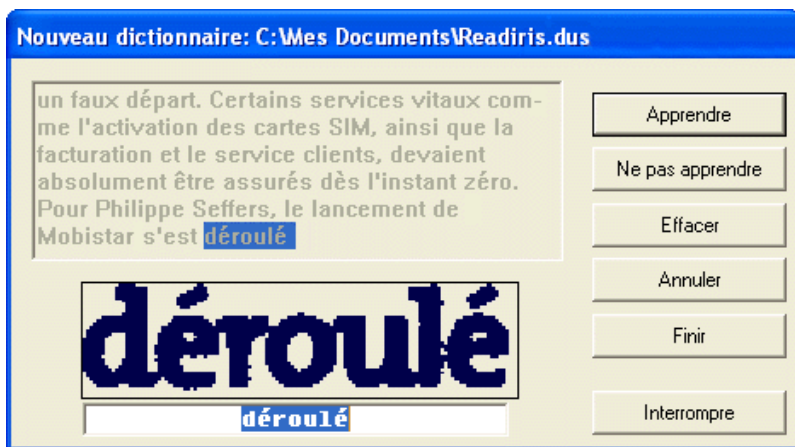 Nouveau dictionnaire: C:\Mes Documents\Readiris.dus
un faux départ. Certains services vitaux com-
me l'activation des cartes SIM, ainsi que la
facturation et le service clients, devaient
absolument être assurés dès l'instant zéro.
Pour Philippe Seffers, le lancement de
Mobistar s'est déroulé
déroulé
déroulé
Apprendre
Ne pas apprendre
Effacer
Annuler
Finir
Interrompre